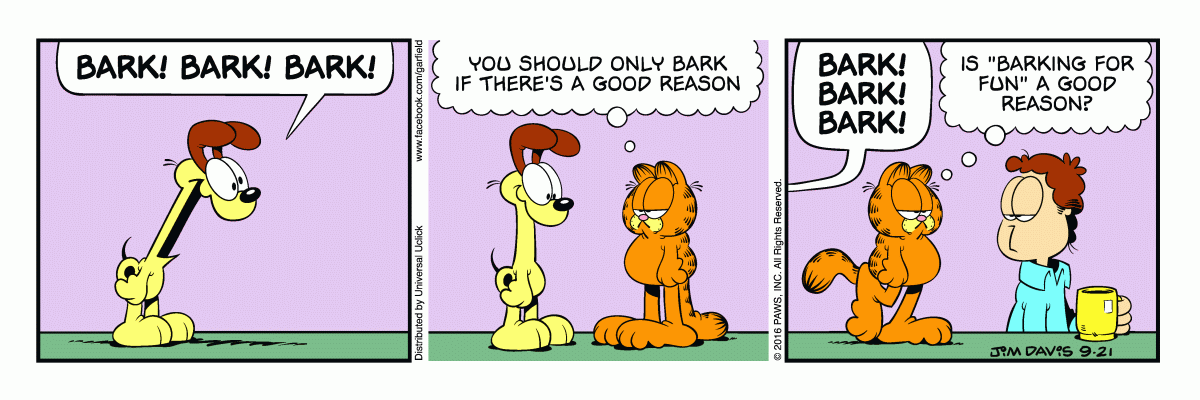 BARK! BARK! BARK!
www.facebook.com/garfield
Distributed by Universal Uclick
YOU SHOULD ONLY BARK
IF THERE'S A GOOD REASON
© 2016 PAWS, INC. All Rights Reserved.
BARK!
BARK!
BARK!
IS "BARKING FOR
FUN" A GOOD
REASON?
JIM DAVIS 9-21